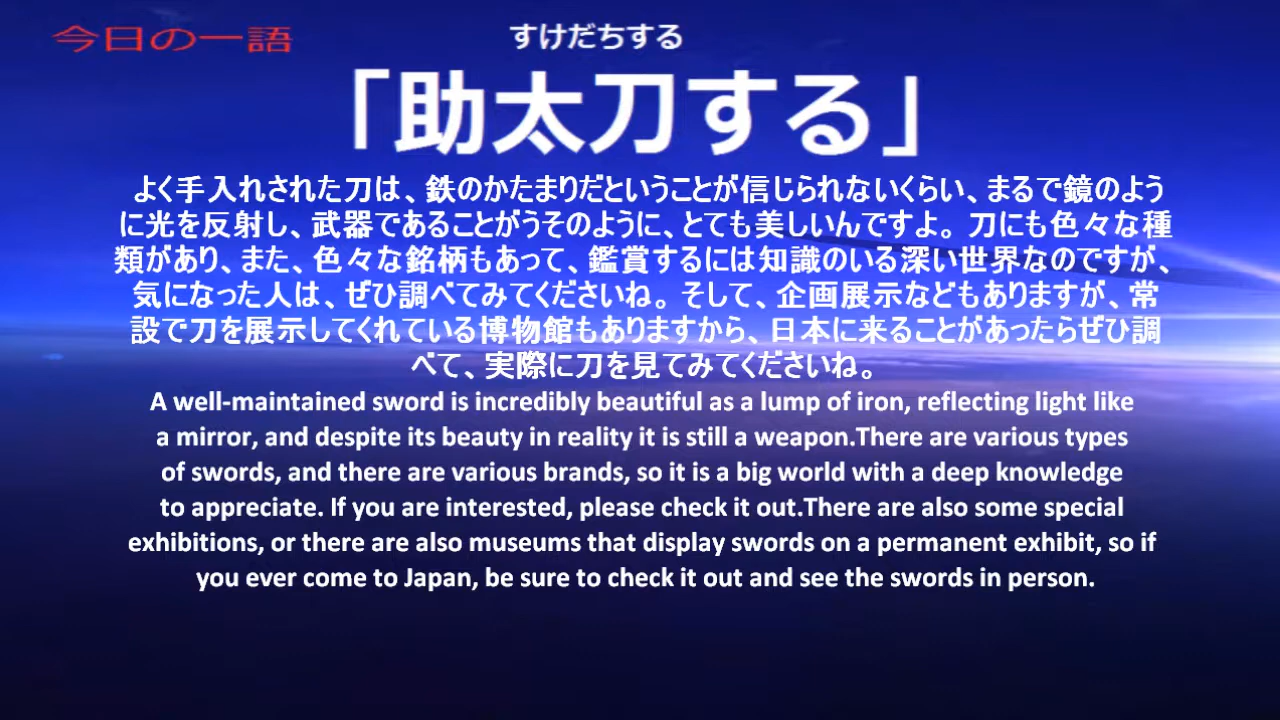 今日の一語
すけだちする
「助太刀する」
よく手入れされた刀は、鉄のかたまりだということが信じられないくらい、まるで鏡のよう
に光を反射し、武器であることがうそのように、とても美しいんですよ。刀にも色々な種
類があり、また、色々な銘柄もあって、鑑賞するには知識のいる深い世界なのですが、
気になった人は、ぜひ調べてみてくださいね。そして、企画展示などもありますが、常
設で刀を展示してくれている博物館もありますから、日本に来ることがあったらぜひ調
べて、実際に刀を見てみてくださいね。
A well-maintained sword is incredibly beautiful as a lump of iron, reflecting light like
a mirror, and despite its beauty in reality it is still a weapon.There are various types
of swords, and there are various brands, so it is a big world with a deep knowledge
to appreciate. If you are interested, please check it out.There are also some special
exhibitions, or there are also museums that display swords on a permanent exhibit, so if
you ever come to Japan, be sure to check it out and see the swords in person.